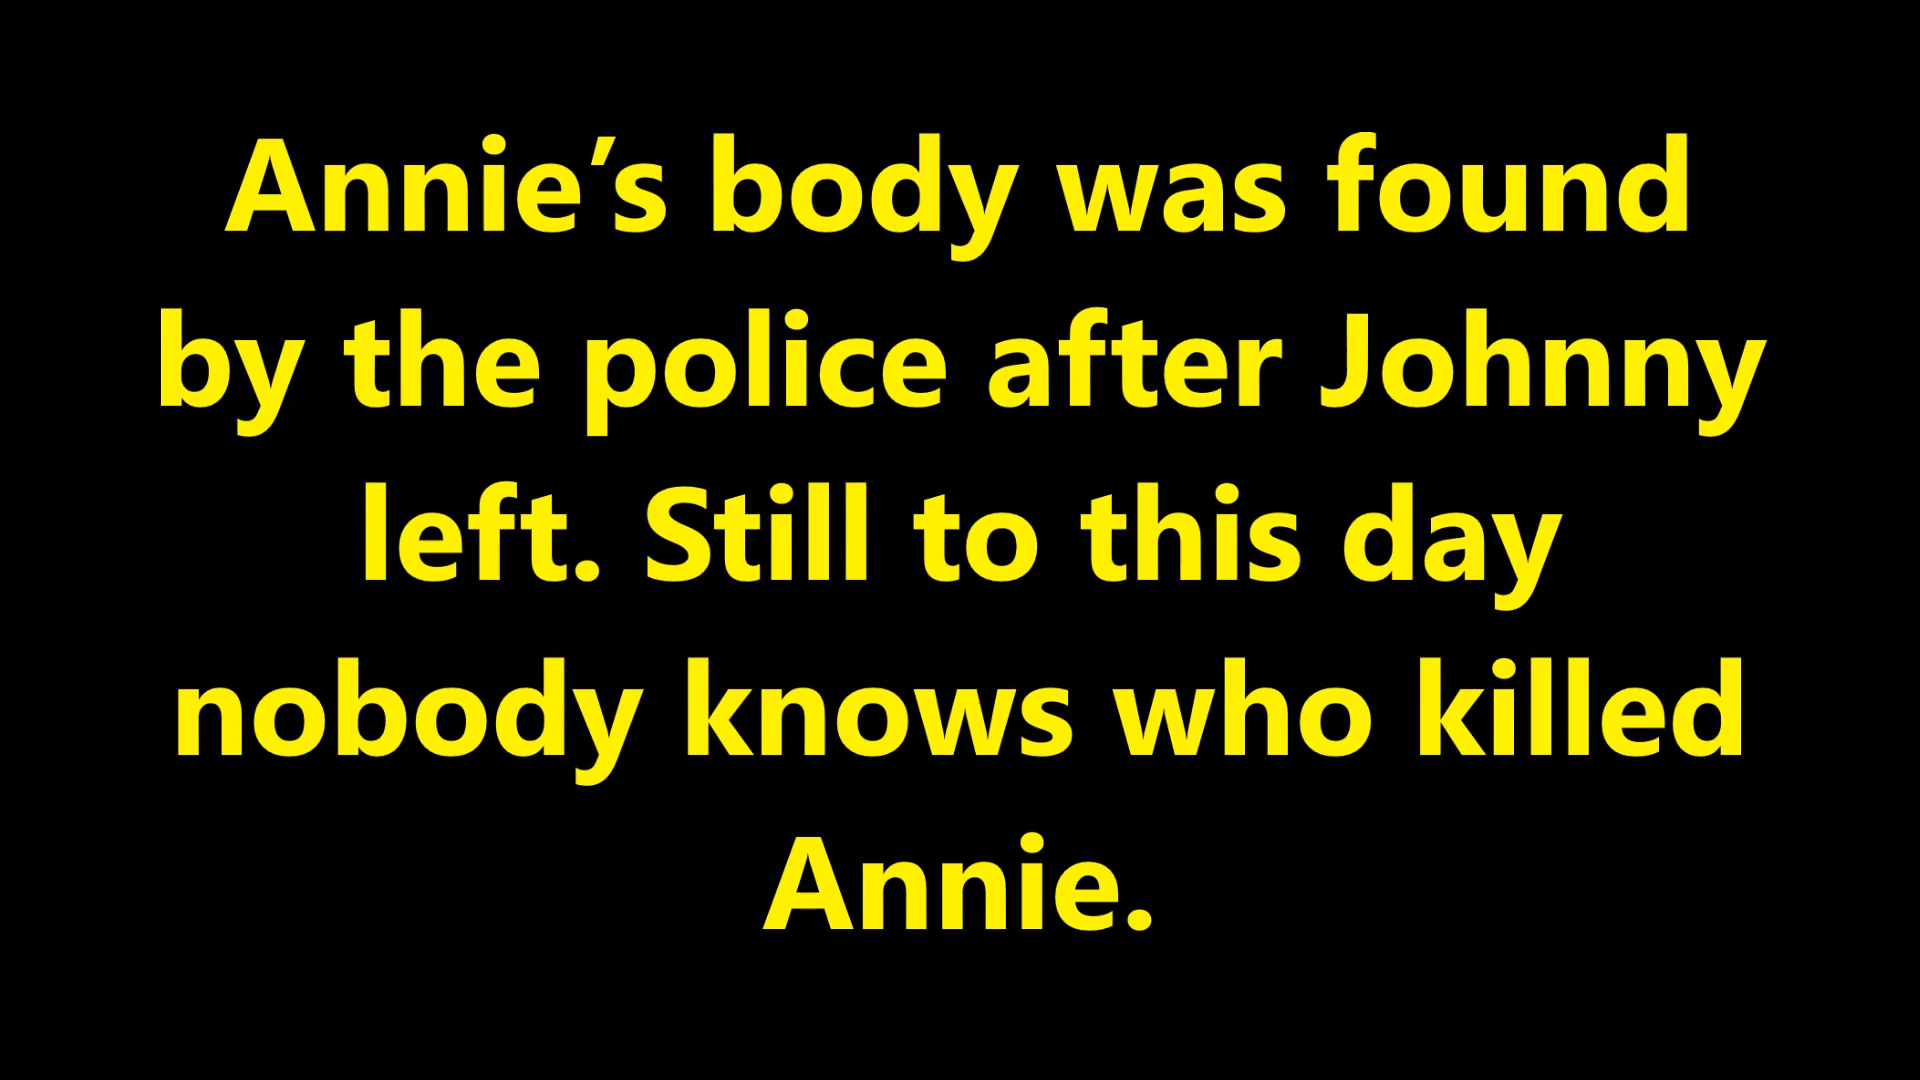 Annie’s body was found
by the police after Johnny
left. Still to this day
nobody knows who killed
Annie.